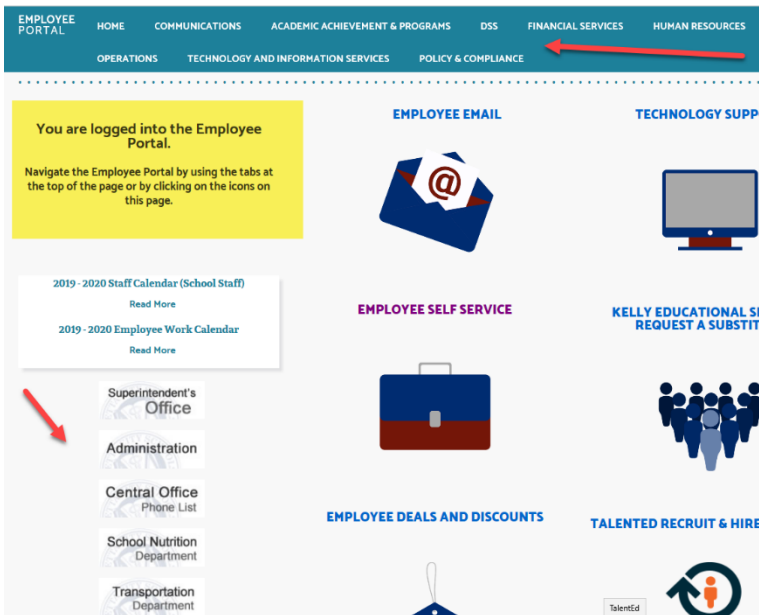 EMPLOYEE
PORTAL
HOME
COMMUNICATIONS
ACADEMIC ACHIEVEMENT & PROGRAMS
DSS
FINANCIAL SERVICES
HUMAN RESOURCES
OPERATIONS
TECHNOLOGY AND INFORMATION SERVICES
POLICY & COMPLIANCE
You are logged into the Employee
Portal.
Navigate the Employee Portal by using the tabs at
the top of the page or by clicking on the icons on
this page.
2019 - 2020 Staff Calendar (School Staff)
Read More
2019 - 2020 Employee Work Calendar
Read More
Superintendent's
Office
Administration
Central Office
Phone List
School Nutrition
Department
Transportation
Department
EMPLOYEE EMAIL
@
EMPLOYEE SELF SERVICE
EMPLOYEE DEALS AND DISCOUNTS
TECHNOLOGY SUPP
KELLY EDUCATIONAL S
REQUEST A SUBSTIT
TALENTED RECRUIT & HIRE
TalentEd